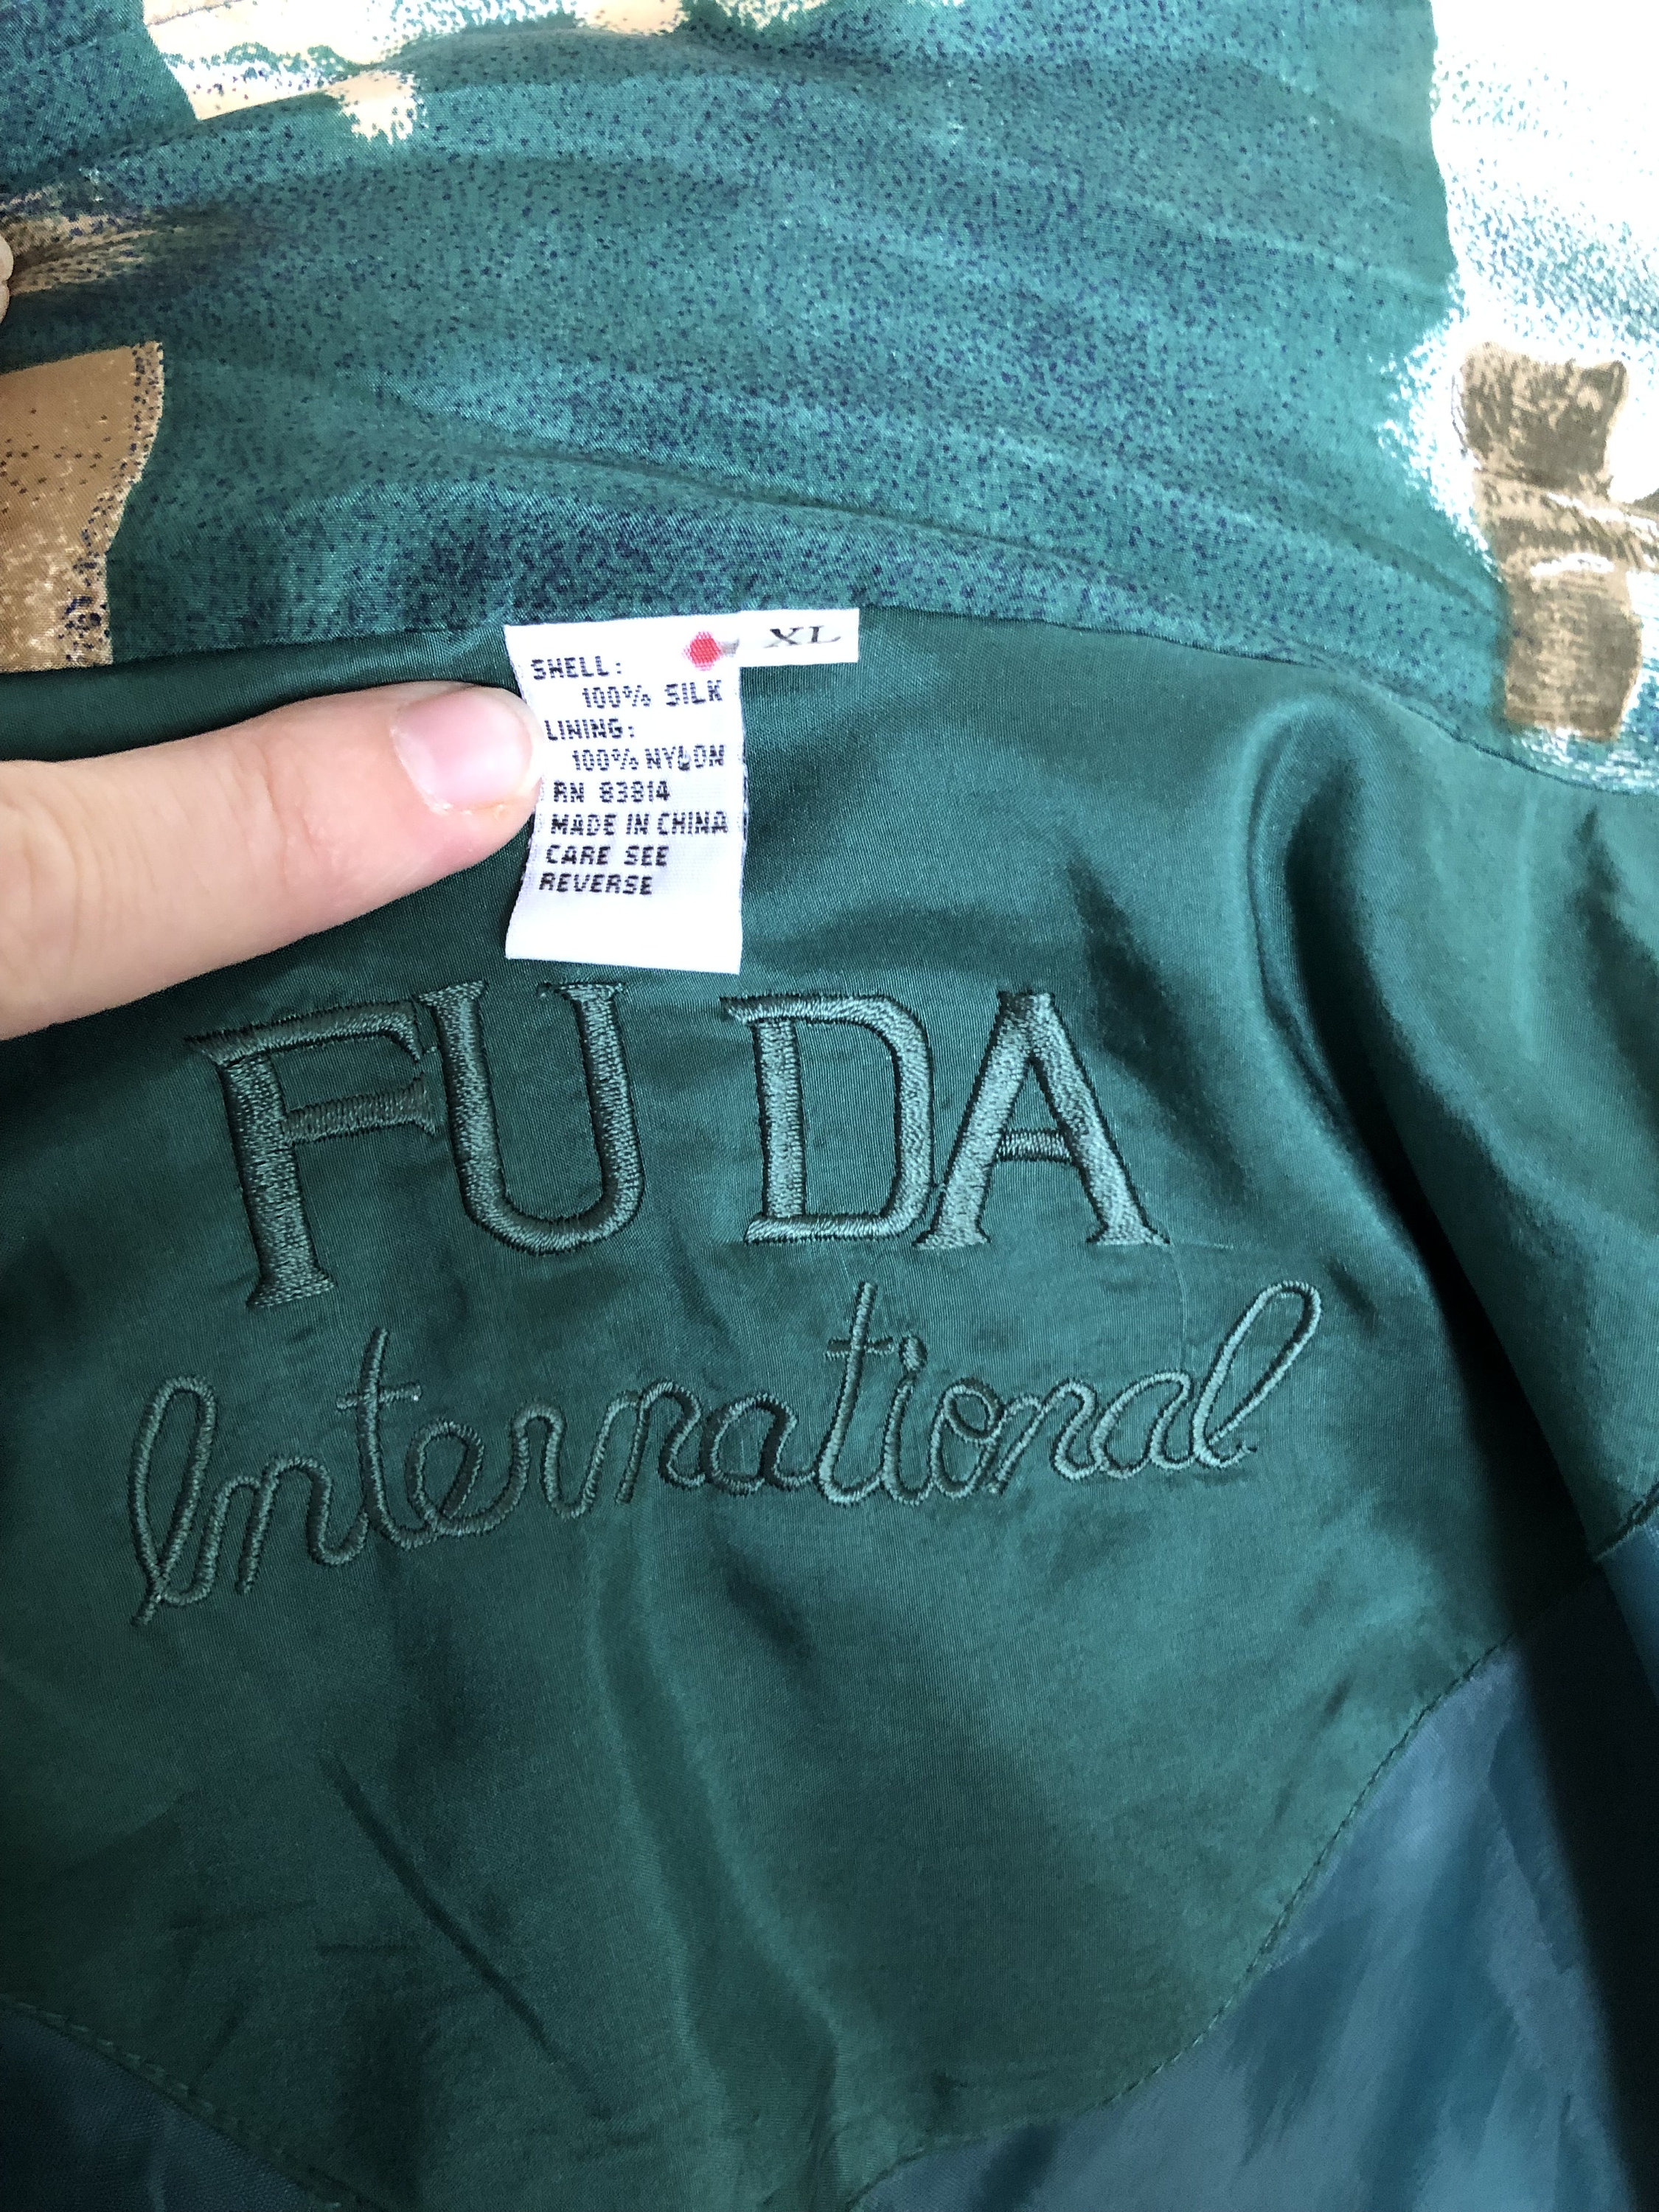 XL
SHELL:
100% SILK
LINING:
100% NYLON
RN 83814
MADE IN CHINA
CARE SEE
REVERSE
FU DA
International